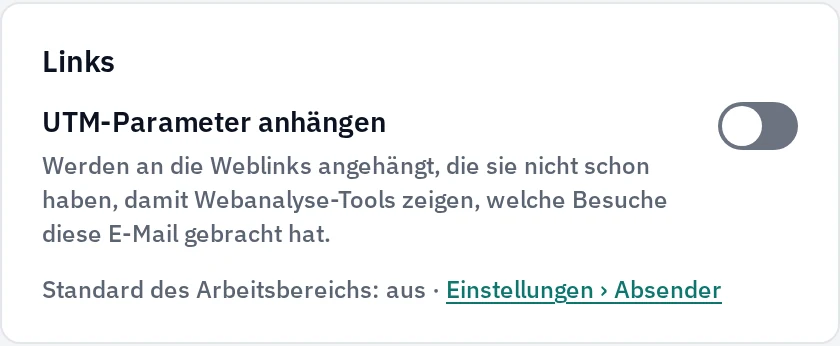 Links
UTM-Parameter anhängen
Werden an die Weblinks angehängt, die sie nicht schon
haben, damit Webanalyse-Tools zeigen, welche Besuche
diese E-Mail gebracht hat.
Standard des Arbeitsbereichs: aus · Einstellungen › Absender